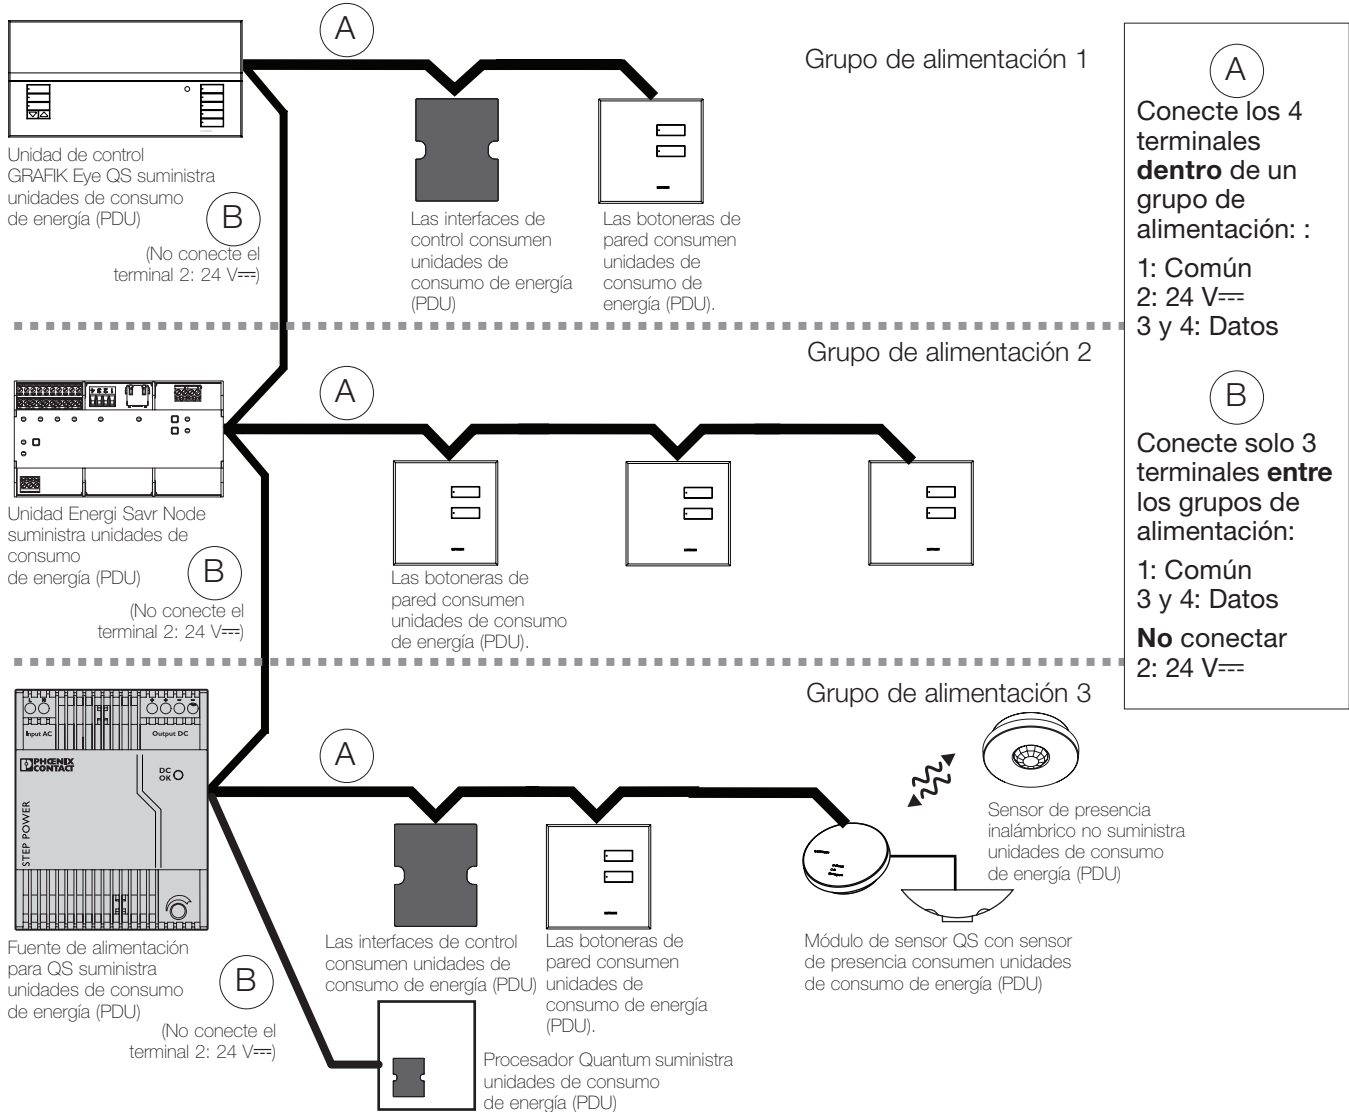 A
Grupo de alimentación 1
Unidad de control
GRAFIK Eye QS suministra
unidades de consumo
de energía (PDU)
B
(No conecte el
terminal 2: 24 V⎓)
Las interfaces de
control consumen
unidades de
consumo de energía
(PDU)
Las botoneras de
pared consumen
unidades de
consumo de
energía (PDU).
Grupo de alimentación 2
A
Unidad Energi Savr Node
suministra unidades de
consumo
de energía (PDU)
B
(No conecte el
terminal 2: 24 V⎓)
Las botoneras de
pared consumen
unidades de consumo
de energía (PDU).
Grupo de alimentación 3
L N
Input AC
+ + − −
Output DC
PHŒNIX
CONTACT
DC
OK
STEP POWER
A
Fuente de alimentación
para QS suministra
unidades de consumo
de energía (PDU)
B
(No conecte el
terminal 2: 24 V⎓)
Las interfaces de control
consumen unidades de
consumo de energía (PDU)
Las botoneras de
pared consumen
unidades de
consumo de energía
(PDU).
Sensor de presencia
inalámbrico no suministra
unidades de consumo
de energía (PDU)
Módulo de sensor QS con sensor
de presencia consumen unidades
de consumo de energía (PDU)
Procesador Quantum suministra
unidades de consumo
de energía (PDU)
A
Conecte los 4
terminales
dentro de un
grupo de
alimentación: :
1: Común
2: 24 V⎓
3 y 4: Datos
B
Conecte solo 3
terminales entre
los grupos de
alimentación:
1: Común
3 y 4: Datos
No conectar
2: 24 V⎓